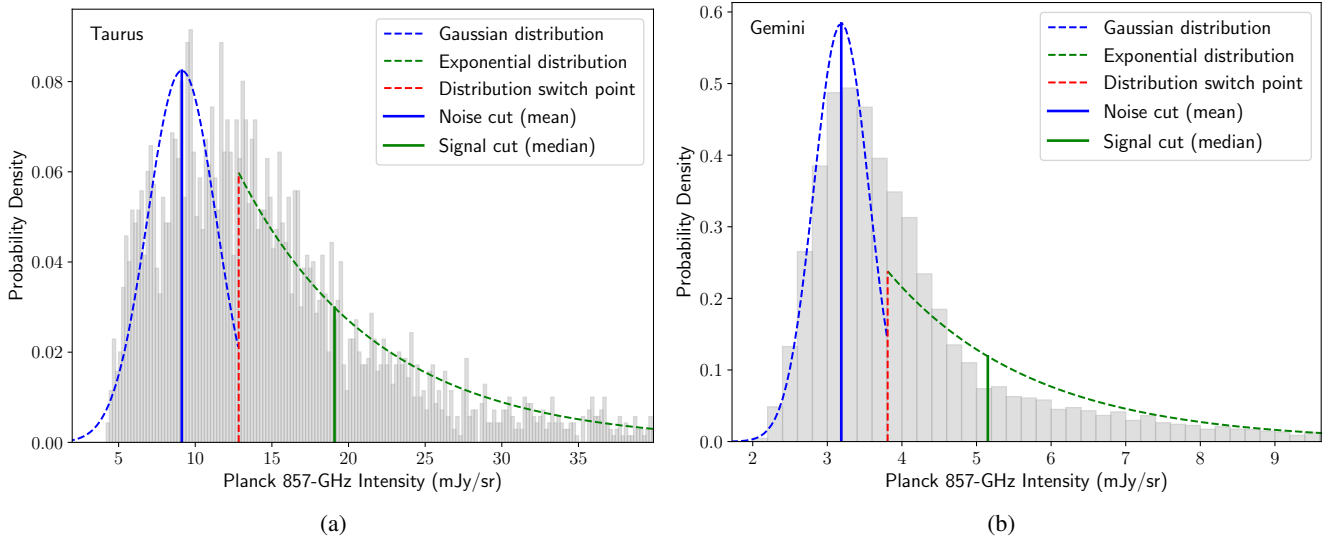 Taurus
Gaussian distribution
Exponential distribution
Distribution switch point
Noise cut (mean)
Signal cut (median)
Probability Density
0.08
0.06
0.04
0.02
0.00
5 10 15 20 25 30 35
Planck 857-GHz Intensity (mJy/sr)
(a)
Gemini
Gaussian distribution
Exponential distribution
Distribution switch point
Noise cut (mean)
Signal cut (median)
Probability Density
0.6
0.5
0.4
0.3
0.2
0.1
0.0
2 3 4 5 6 7 8 9
Planck 857-GHz Intensity (mJy/sr)
(b)